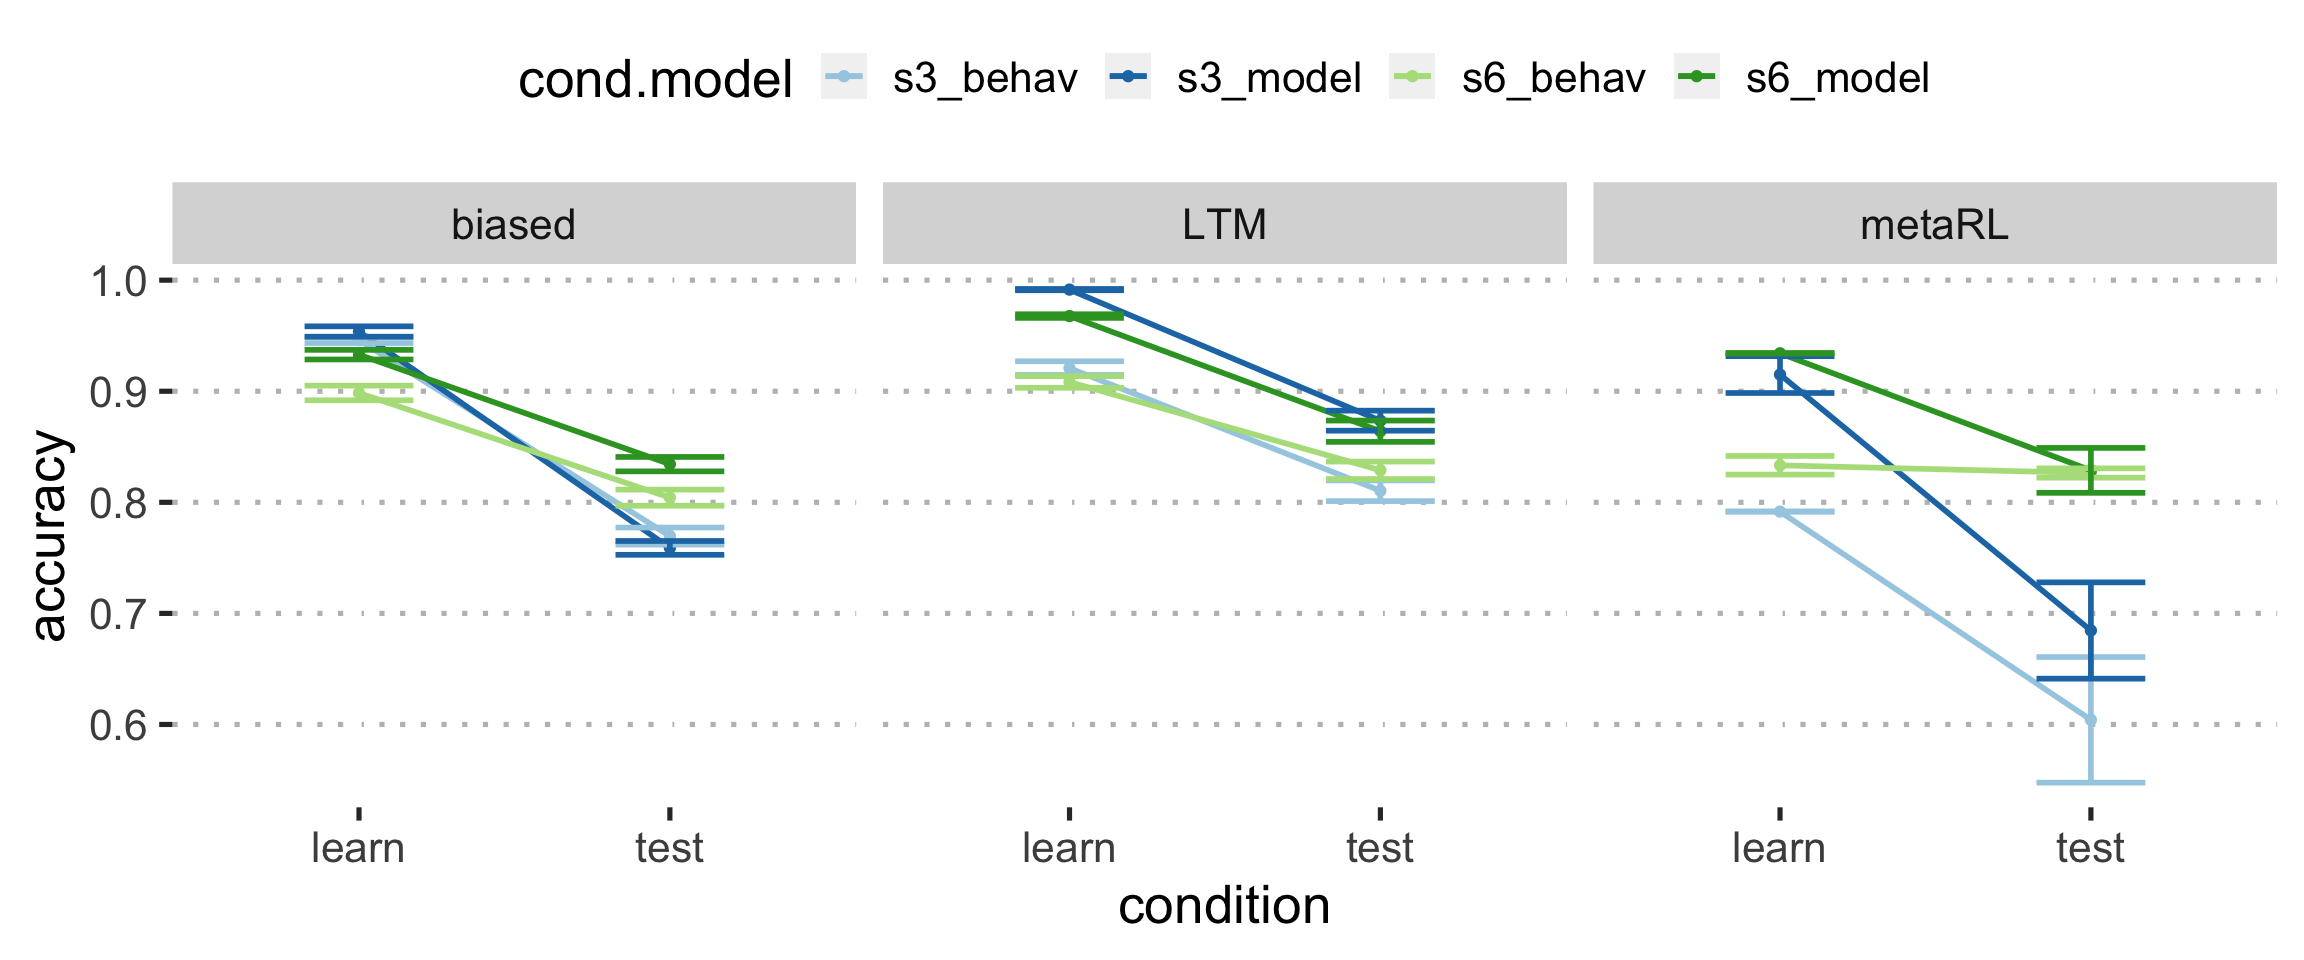 cond.model s3_behav s3_model s6_behav s6_model
biased LTM metaRL
1.0
0.9
0.8
0.7
0.6
accuracy
learn test learn test learn test
condition